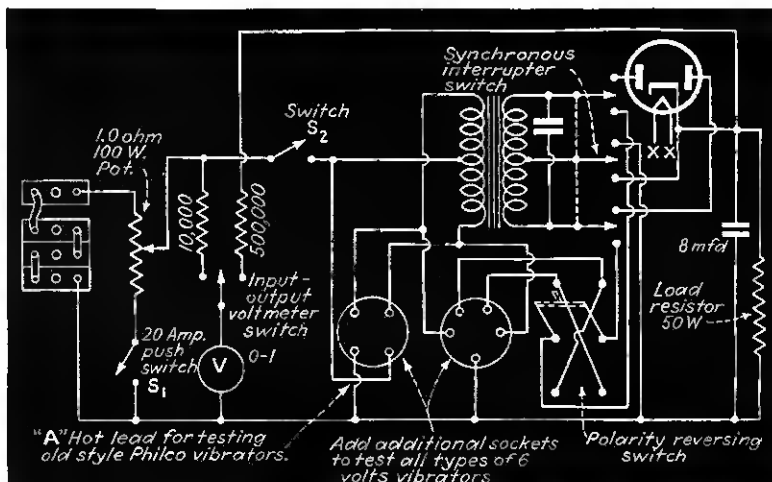 Synchronous
interrupter
switch
Switch
S2
1.0 ohm
100 W.
Pot.
10,000
500,000
X X
8 mfd
Input-
output
voltmeter
switch
Load
resistor
50 W
20 Amp.
push
switch
S1
V
0-1
"A" Hot lead for testing
old style Philco vibrators.
Add additional sockets
to test all types of 6
volts vibrators
Polarity reversing
switch